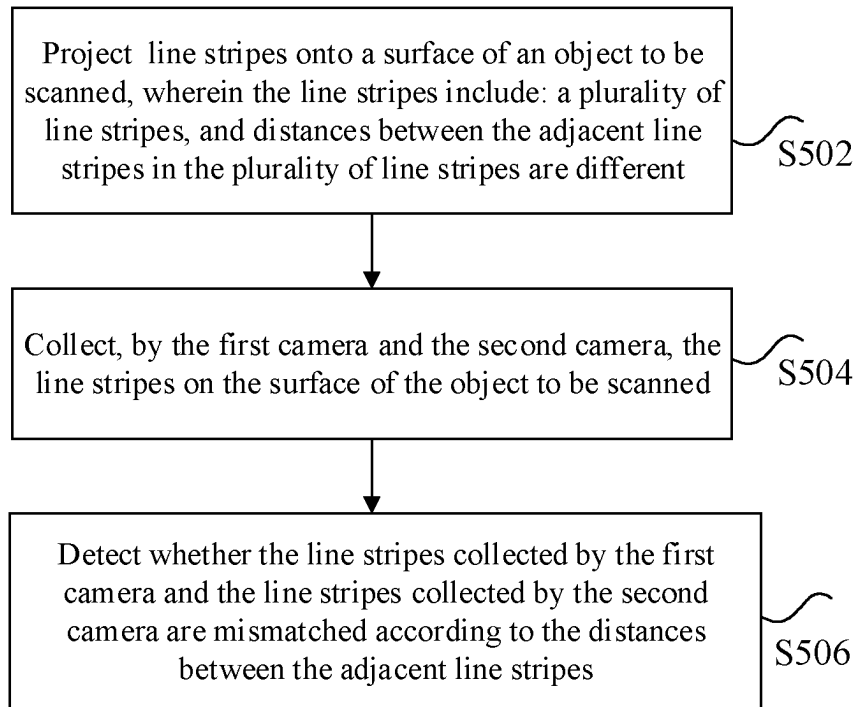 Project line stripes onto a surface of an object to be
scanned, wherein the line stripes include: a plurality of
line stripes, and distances between the adjacent line
stripes in the plurality of line stripes are different
S502
Collect, by the first camera and the second camera, the
line stripes on the surface of the object to be scanned
S504
Detect whether the line stripes collected by the first
camera and the line stripes collected by the second
camera are mismatched according to the distances
between the adjacent line stripes
S506